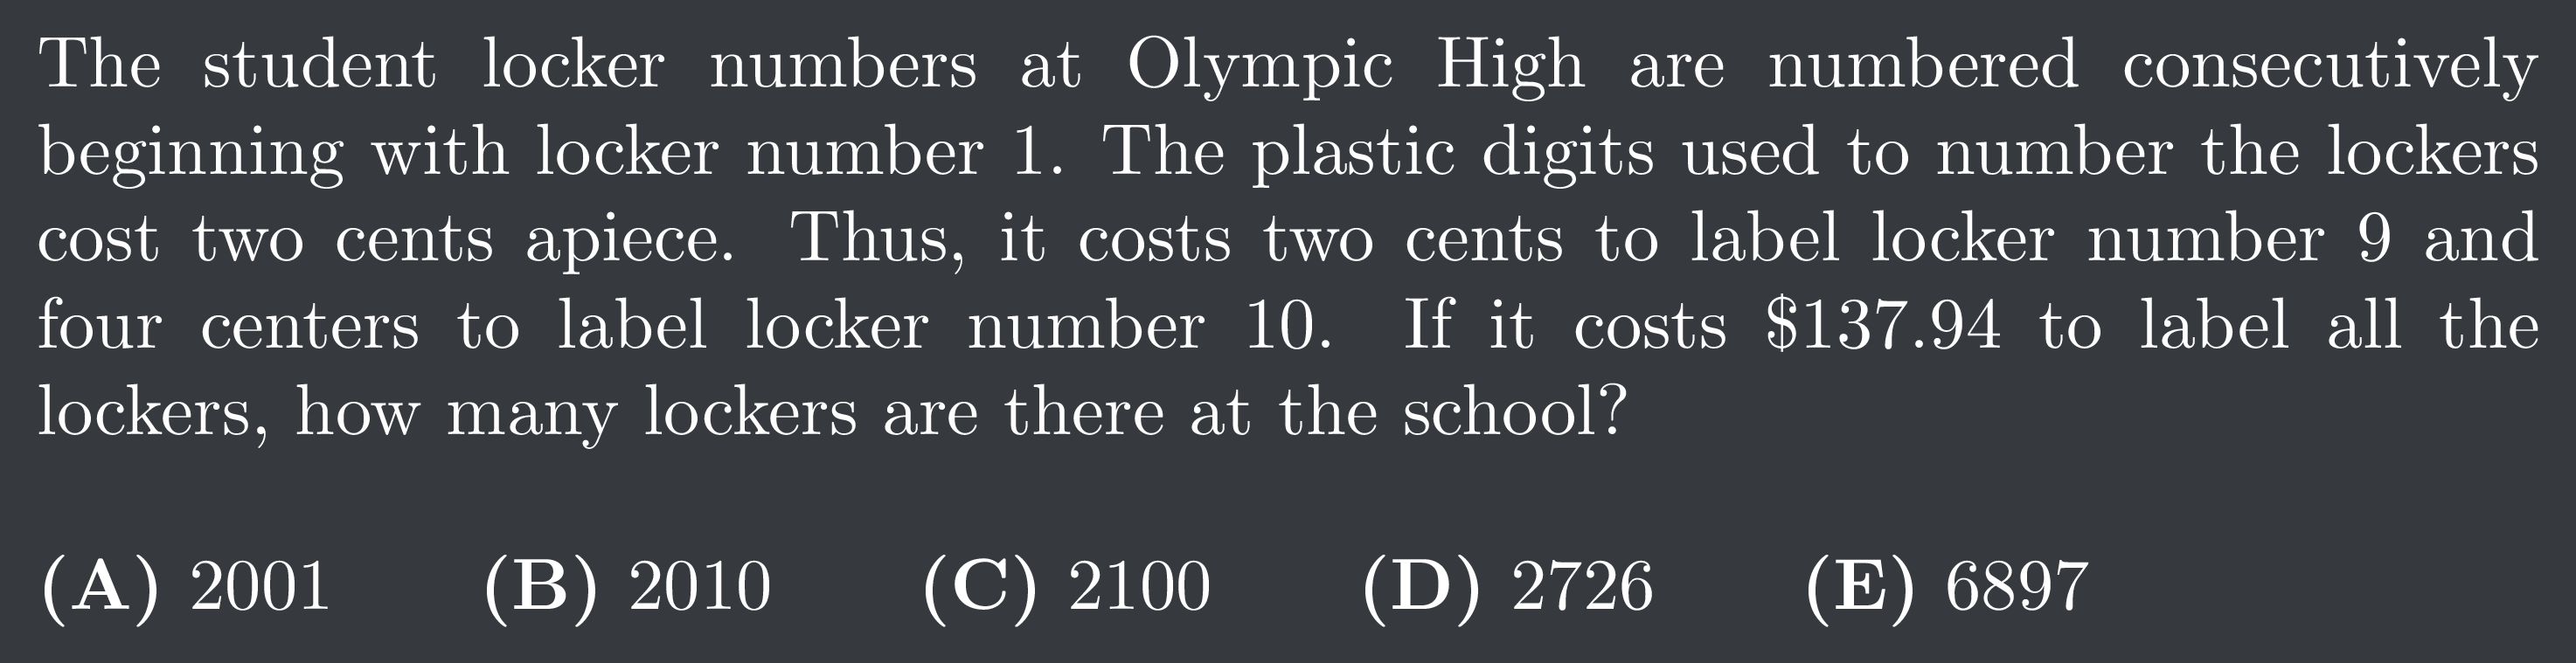 The student locker numbers at Olympic High are numbered consecutively
beginning with locker number 1. The plastic digits used to number the lockers
cost two cents apiece. Thus, it costs two cents to label locker number 9 and
four centers to label locker number 10. If it costs $137.94 to label all the
lockers, how many lockers are there at the school?
(A) 2001 (B) 2010 (C) 2100 (D) 2726 (E) 6897